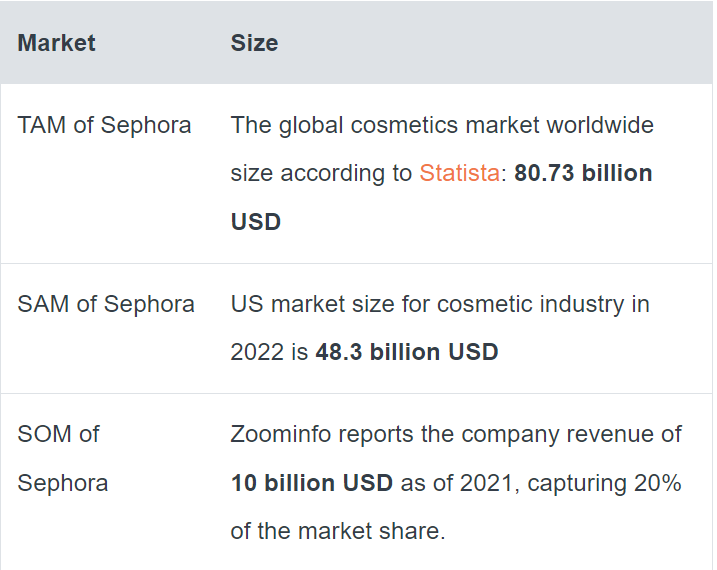 Market Size
TAM of Sephora The global cosmetics market worldwide
size according to Statista: 80.73 billion
USD
SAM of Sephora US market size for cosmetic industry in
2022 is 48.3 billion USD
SOM of Zoominfo reports the company revenue of
Sephora 10 billion USD as of 2021, capturing 20%
of the market share.